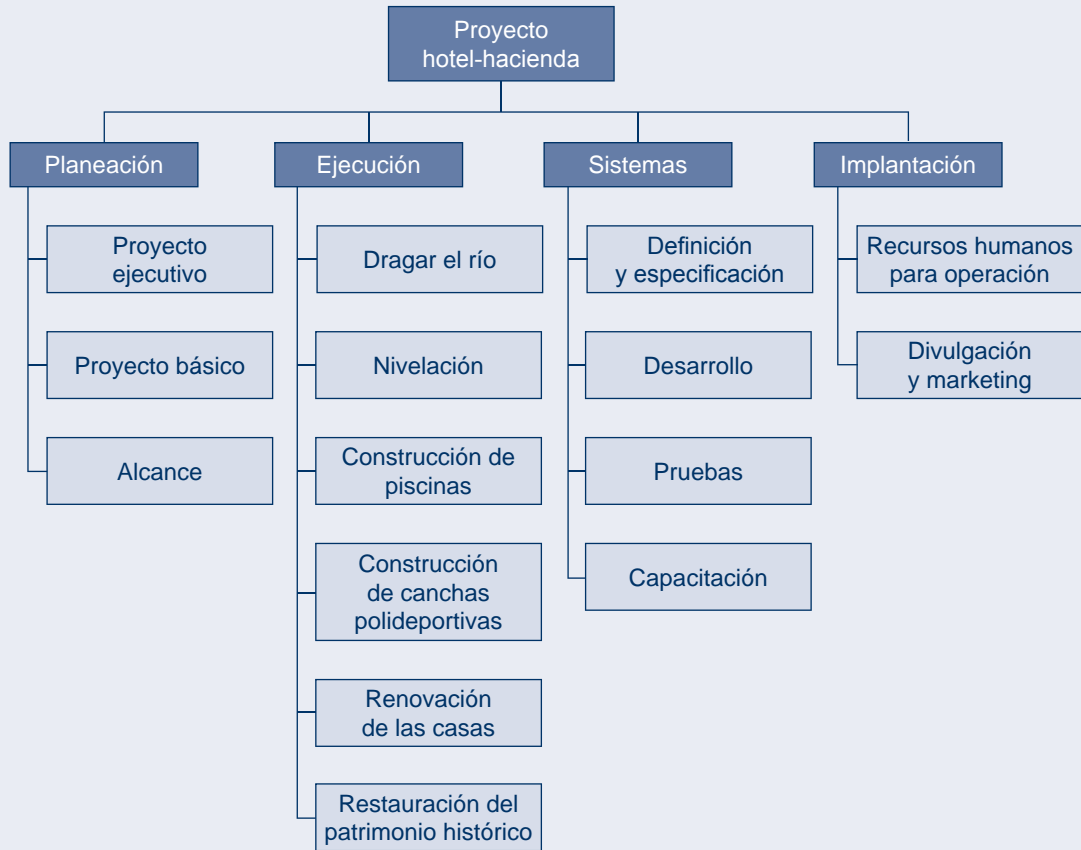 Proyecto
hotel-hacienda
Planeación
Ejecución
Sistemas
Implantación
Proyecto
ejecutivo
Proyecto básico
Alcance
Dragar el río
Nivelación
Construcción de
piscinas
Construcción
de canchas
polideportivas
Renovación
de las casas
Restauración del
patrimonio histórico
Definición
y especificación
Desarrollo
Pruebas
Capacitación
Recursos humanos
para operación
Divulgación
y marketing